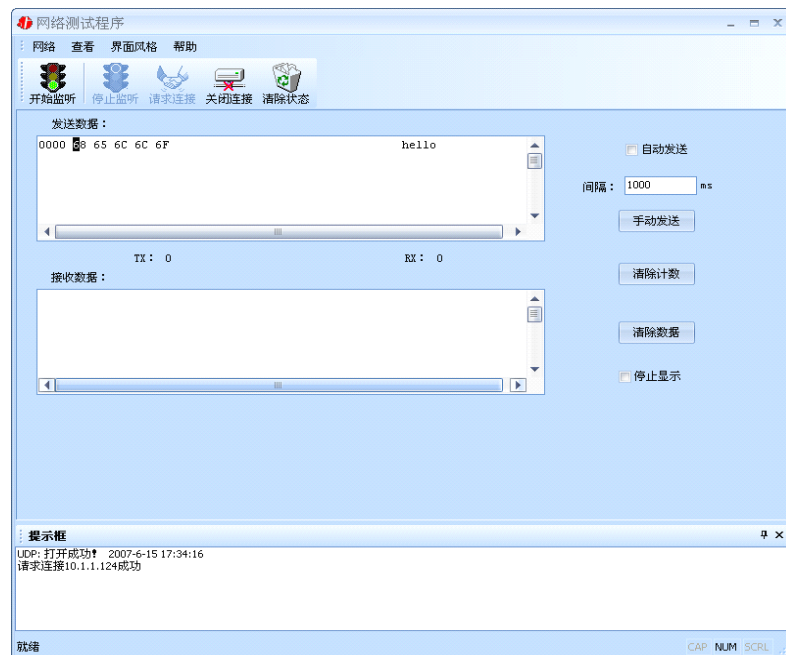 网络测试程序
网络 查看 界面风格 帮助
开始监听 停止监听 请求连接 关闭连接 清除状态
发送数据：
0000 68 65 6C 6C 6F hello
自动发送
间隔： 1000 ms
手动发送
TX： 0 RX： 0
接收数据：
清除计数
清除数据
停止显示
提示框
UDP: 打开成功！ 2007-6-15 17:34:16
请求连接10.1.1.124成功
就绪 CAP NUM SCRL